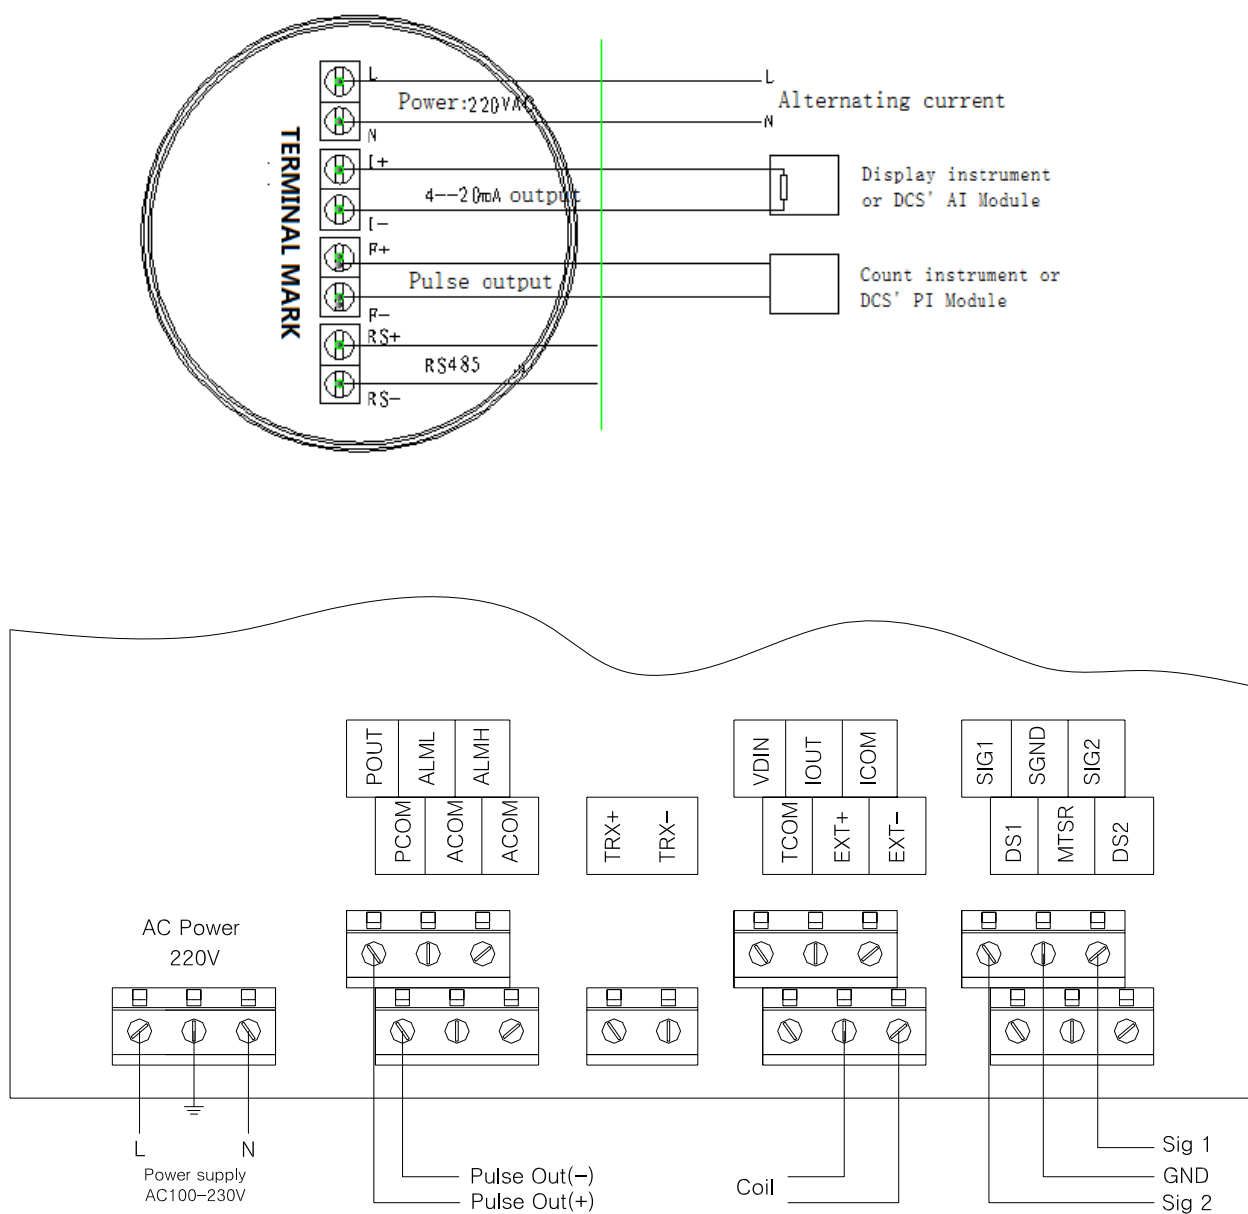 L
L
Power:220VAC
Alternating current
N
N
TERMINAL MARK
I+
4--20mA output
Display instrument
or DCS' AI Module
I-
F+
Pulse output
Count instrument or
DCS' PI Module
F-
RS+
RS485
RS-
POUT
ALML
ALMH
VDIN
IOUT
ICOM
SIG1
SGND
SIG2
PCOM
ACOM
ACOM
TRX+
TRX-
TCOM
EXT+
EXT-
DS1
MTSR
DS2
AC Power
220V
L
N
Power supply
AC100-230V
Pulse Out(-)
Pulse Out(+)
Coil
Sig 1
GND
Sig 2